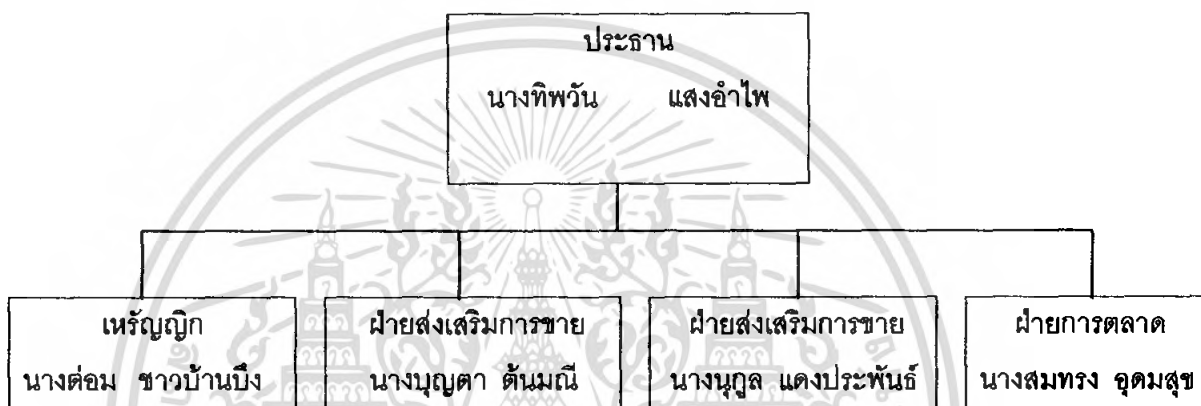 ประธาน
นางทิพวัน แสงอำไพ
เหรัญญิก
นางต่อม ชาวบ้านบึง
ฝ่ายส่งเสริมการขาย
นางบุญตา ต้นมณี
ฝ่ายส่งเสริมการขาย
นางนุกูล แดงประพันธ์
ฝ่ายการตลาด
นางสมทรง อุดมสุข